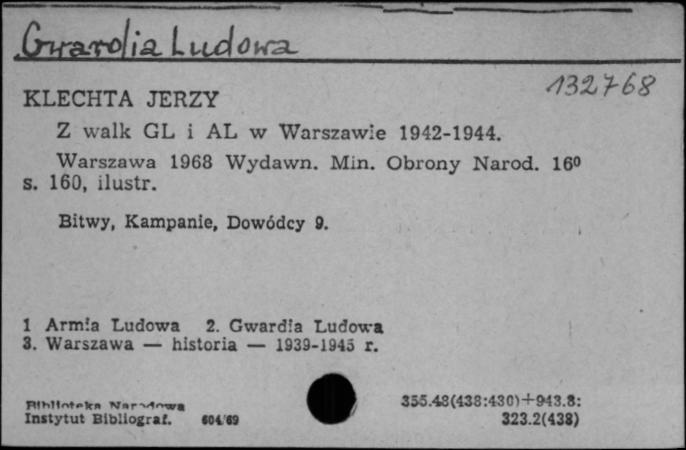 Gwardia Ludowa
132768
KLECHTA JERZY
Z walk GL i AL w Warszawie 1942-1944.
Warszawa 1968 Wydawn. Min. Obrony Narod. 16⁰
s. 160, ilustr.
Bitwy, Kampanie, Dowódcy 9.
1 Armia Ludowa 2. Gwardia Ludowa
3. Warszawa — historia — 1939-1945 r.
Biblioteka Narodowa
Instytut Bibliograf. 604/69
355.48(438:430)+943.8:
323.2(438)